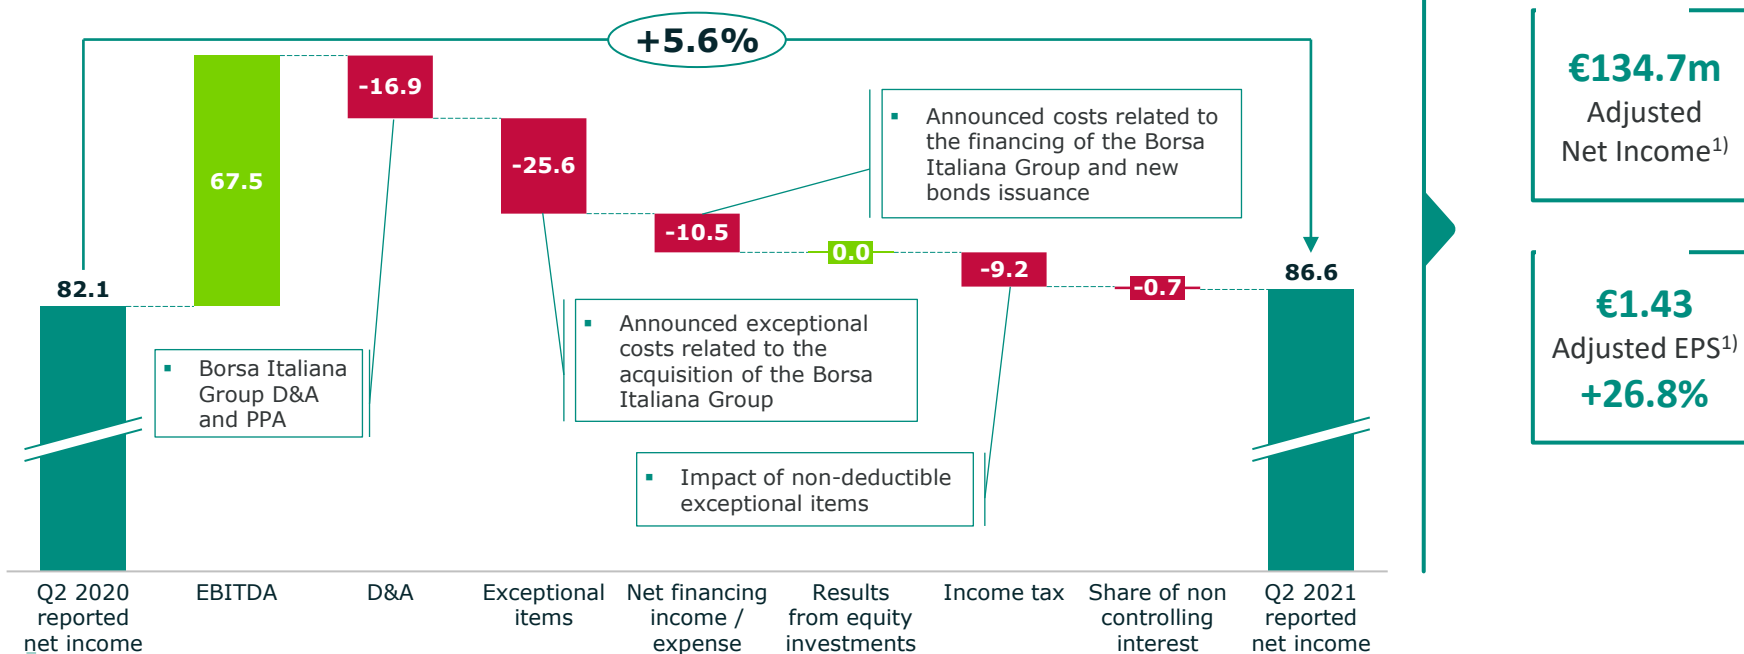 +5.6%
82.1
67.5
-16.9
-25.6
-10.5
0.0
-9.2
-0.7
86.6
▪ Announced costs related to
the financing of the Borsa
Italiana Group and new
bonds issuance
▪ Announced exceptional
costs related to the
acquisition of the Borsa
Italiana Group
▪ Borsa Italiana
Group D&A
and PPA
▪ Impact of non-deductible
exceptional items
Q2 2020
reported
net income
EBITDA
D&A
Exceptional
items
Net financing
income /
expense
Results
from equity
investments
Income tax
Share of non
controlling
interest
Q2 2021
reported
net income
€134.7m
Adjusted
Net Income1)
€1.43
Adjusted EPS1)
+26.8%